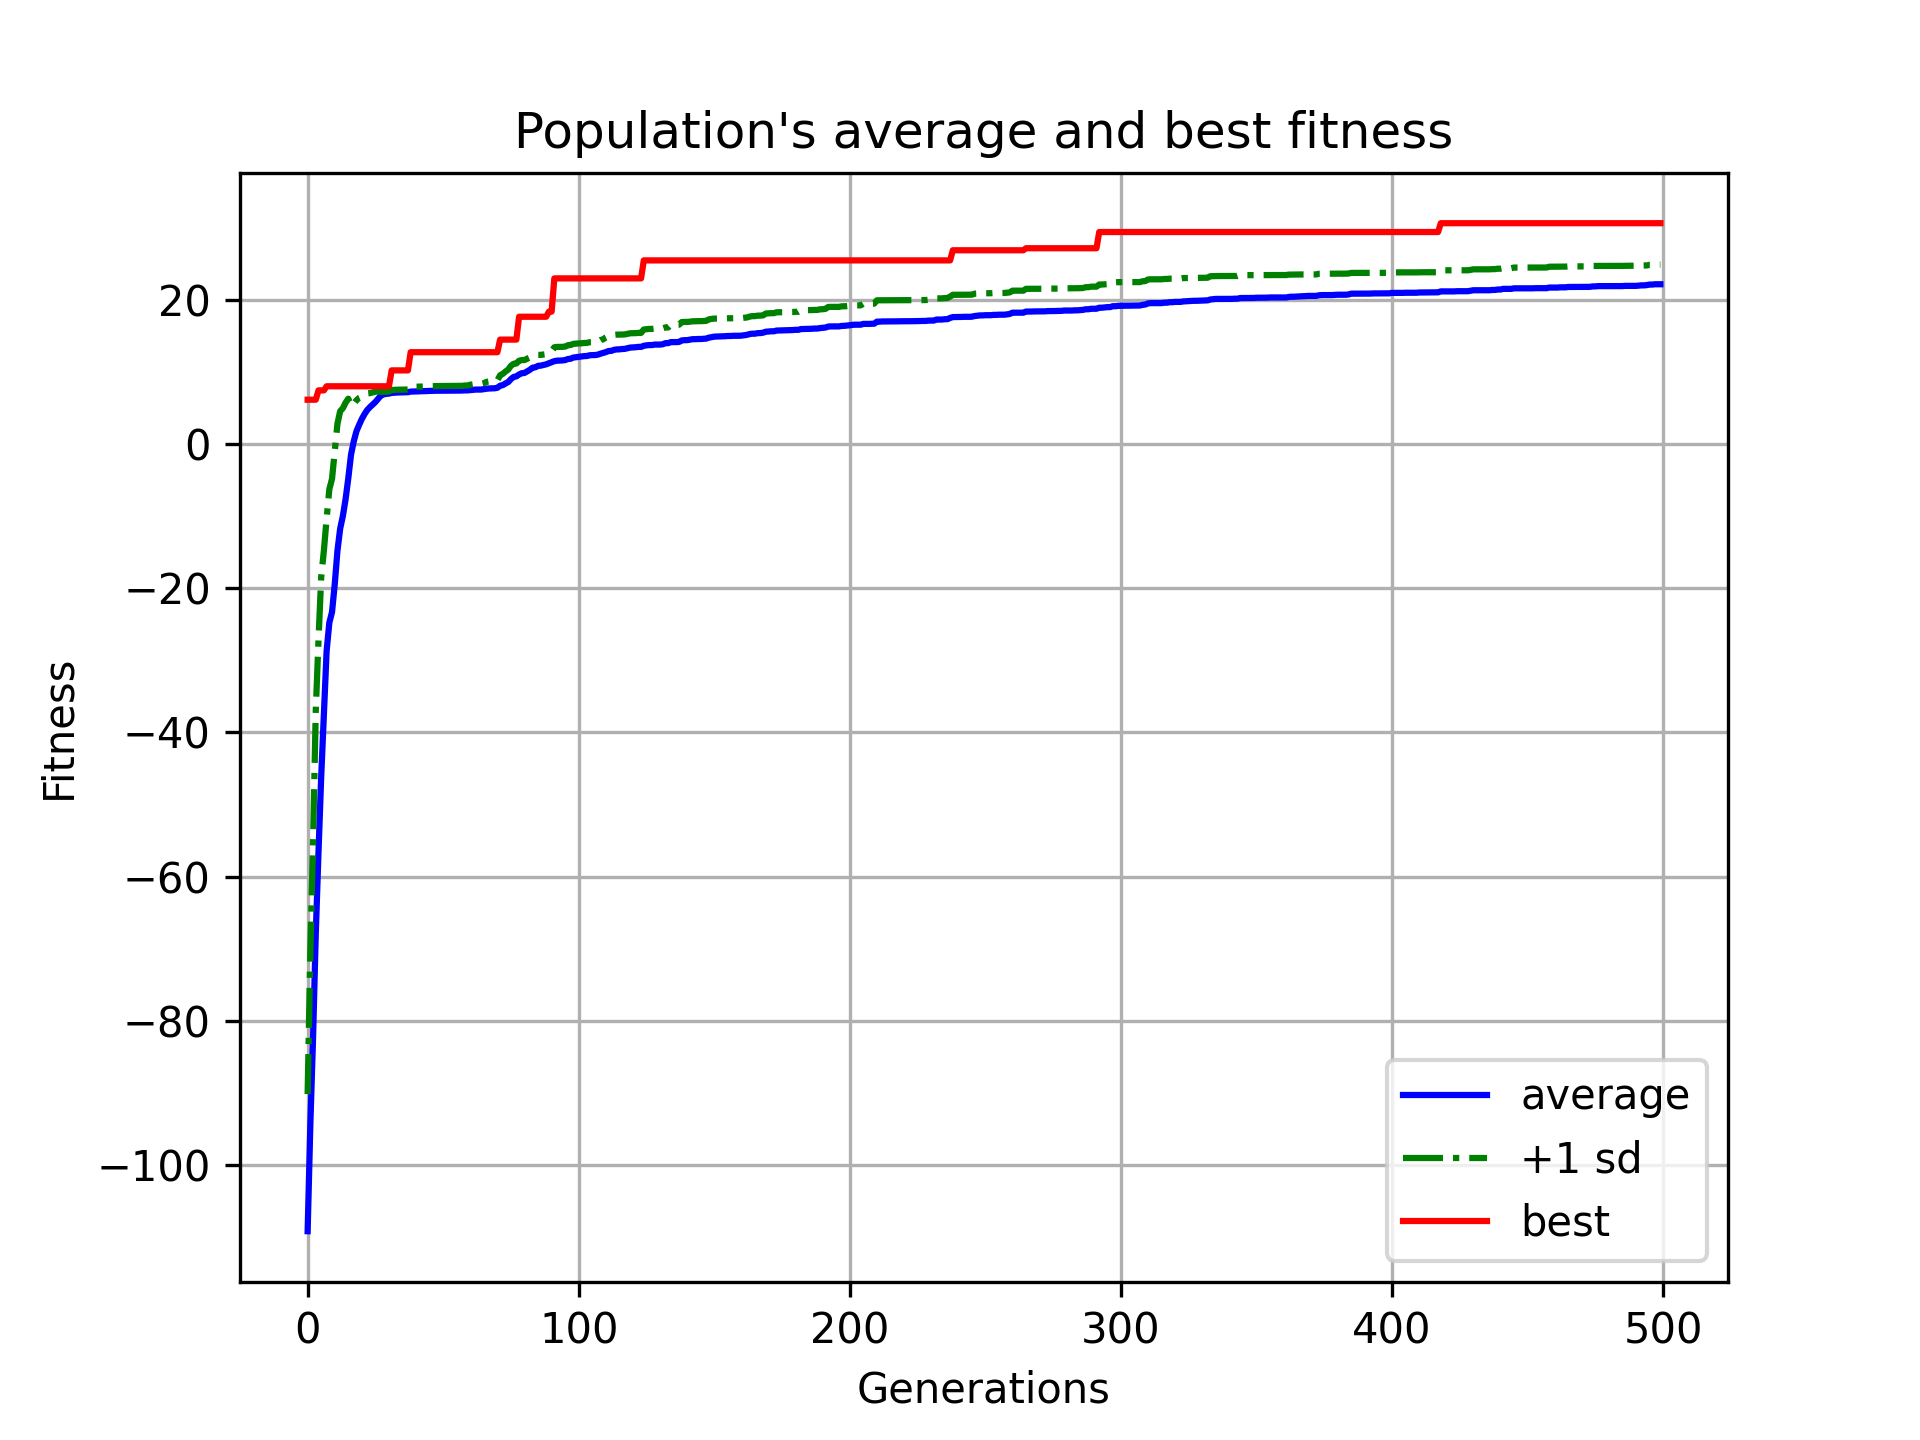 Population's average and best fitness
Fitness
20
0
−20
−40
−60
−80
−100
0 100 200 300 400 500
Generations
average
+1 sd
best